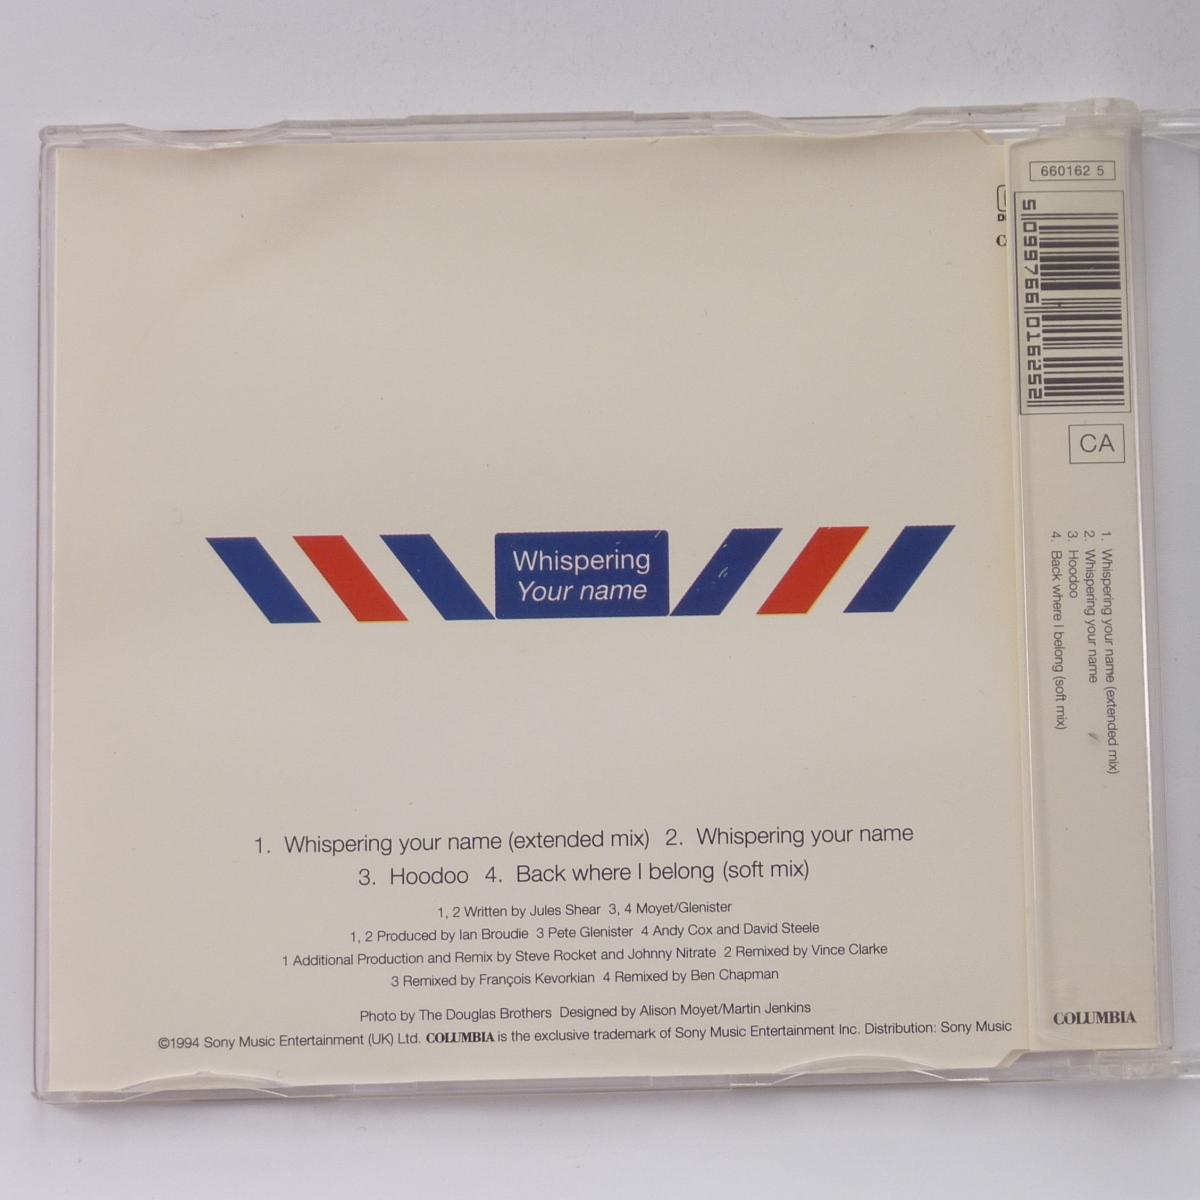 Whispering
Your name
1. Whispering your name (extended mix) 2. Whispering your name
3. Hoodoo 4. Back where I belong (soft mix)
1, 2 Written by Jules Shear 3, 4 Moyet/Glenister
1, 2 Produced by Ian Broudie 3 Pete Glenister 4 Andy Cox and David Steele
1 Additional Production and Remix by Steve Rocket and Johnny Nitrate 2 Remixed by Vince Clarke
3 Remixed by François Kevorkian 4 Remixed by Ben Chapman
Photo by The Douglas Brothers Designed by Alison Moyet/Martin Jenkins
©1994 Sony Music Entertainment (UK) Ltd. COLUMBIA is the exclusive trademark of Sony Music Entertainment Inc. Distribution: Sony Music
660162 5
5 099766 016252
CA
1. Whispering your name (extended mix)
2. Whispering your name
3. Hoodoo
4. Back where I belong (soft mix)
COLUMBIA